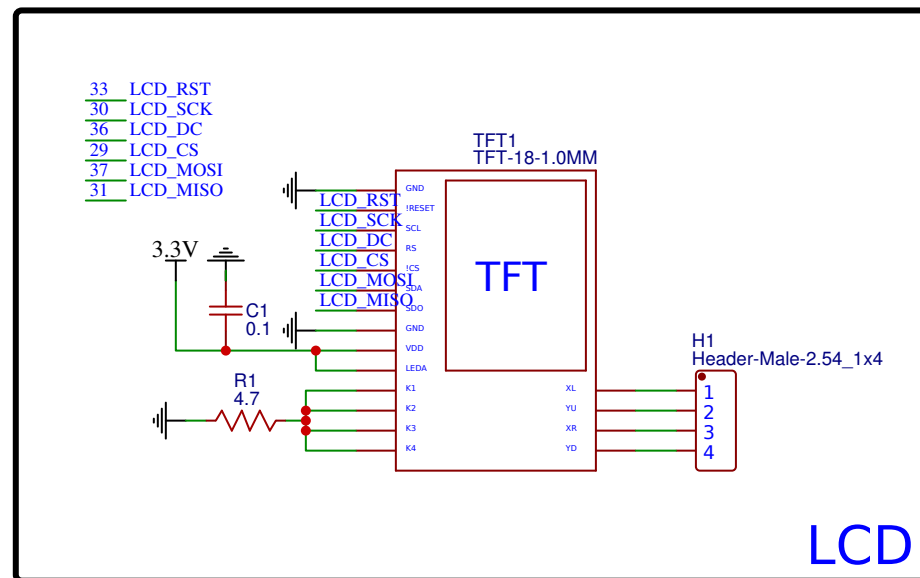 33 LCD_RST
30 LCD_SCK
36 LCD_DC
29 LCD_CS
37 LCD_MOSI
31 LCD_MISO
TFT1
TFT-18-1.0MM
GND
LCD_RST !RESET
LCD_SCK SCL
LCD_DC RS
LCD_CS !CS
LCD_MOSI SDA
LCD_MISO SDO
TFT
3.3V
C1
0.1
GND
VDD
LEDA
R1
4.7
K1
K2
K3
K4
XL
YU
XR
YD
H1
Header-Male-2.54_1x4
1
2
3
4
LCD